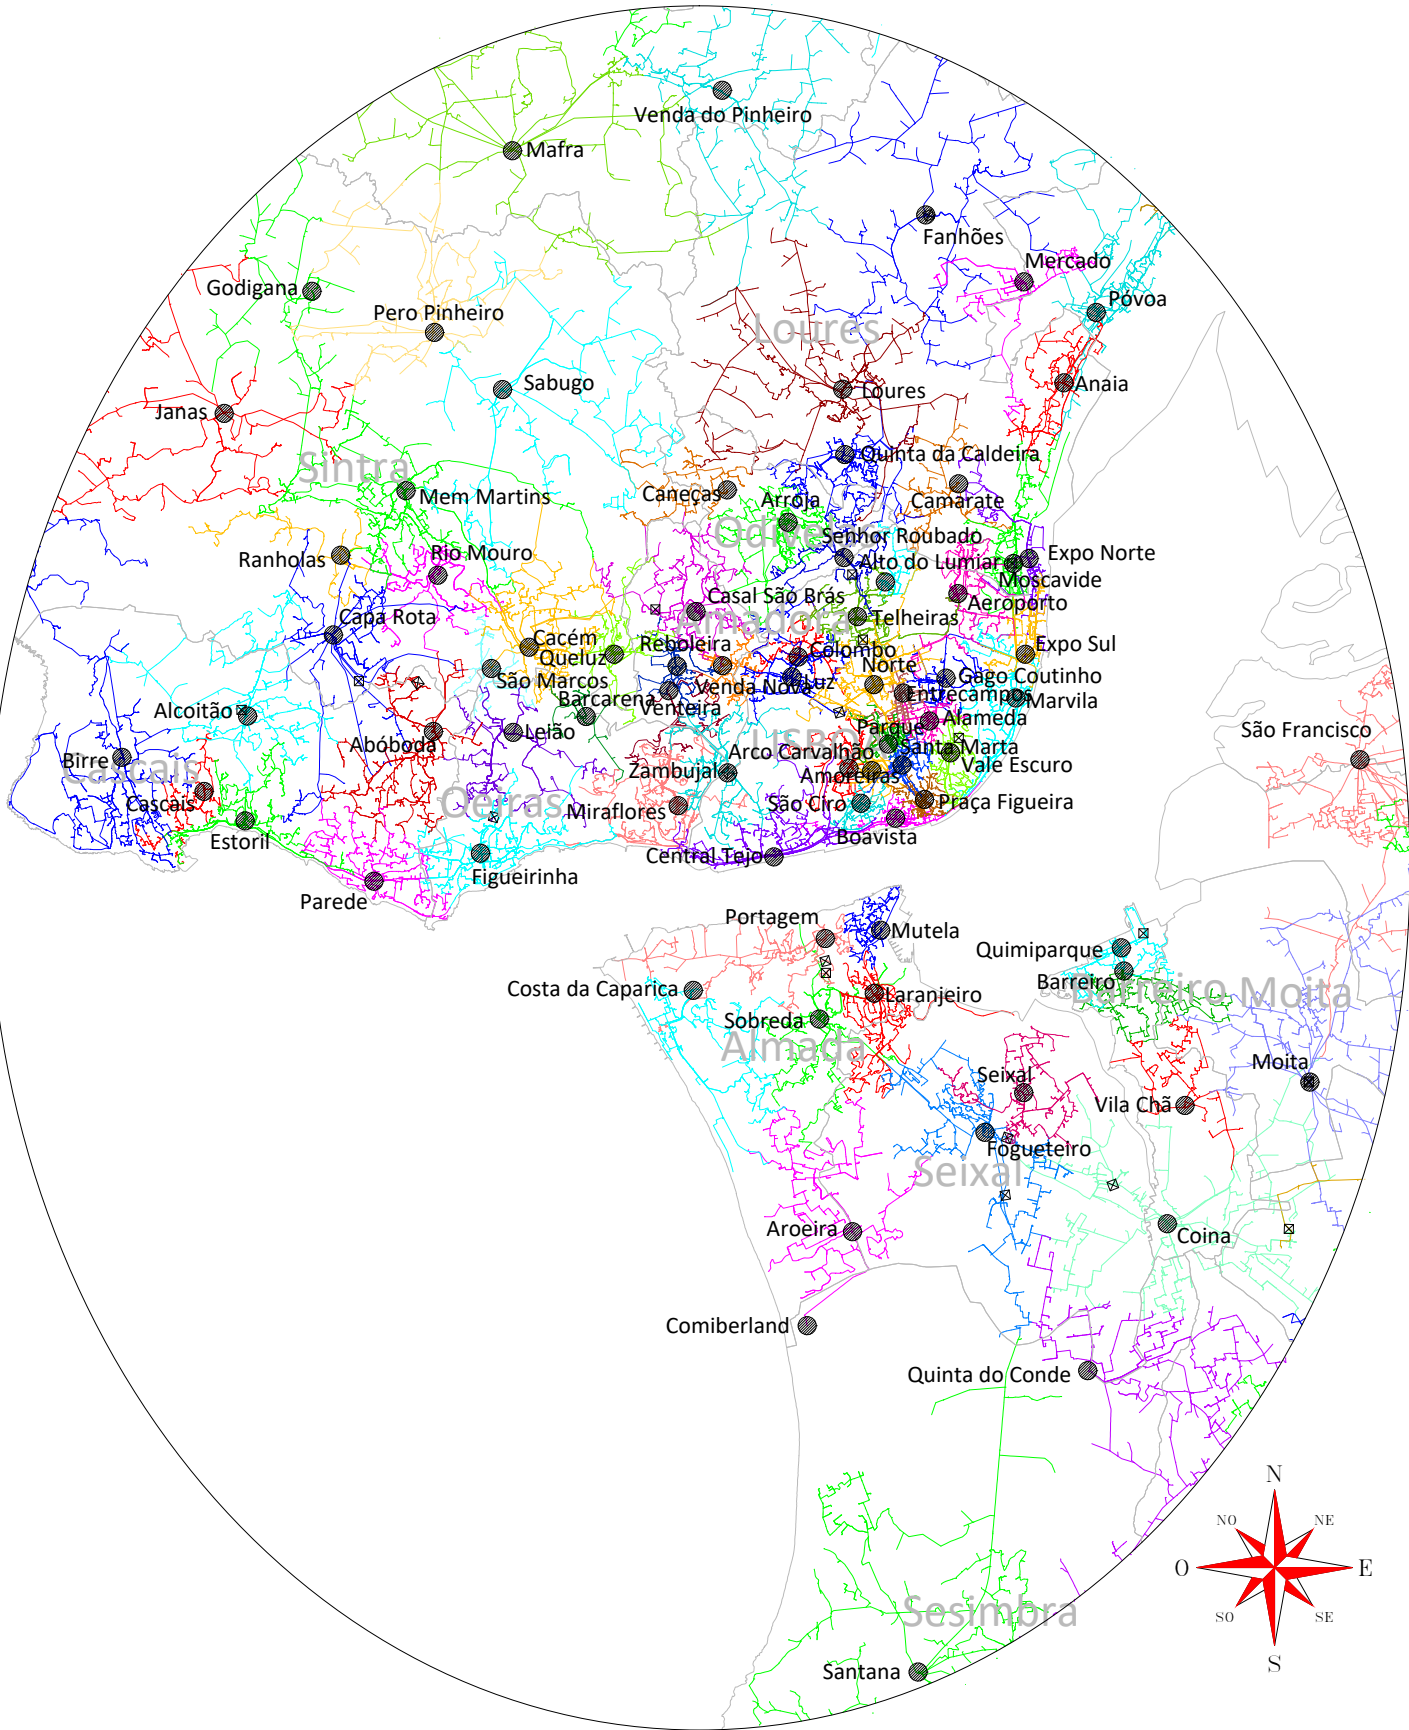 Venda do Pinheiro
Mafra
Fanhões
Mercado
Godigana
Póvoa
Pero Pinheiro
Loures
Sabugo
Loures
Anaia
Janas
Quinta da Caldeira
Sintra
Mem Martins
Caneças
Camarate
Arroja
Odivelas
Senhor Roubado
Ranholas
Rio Mouro
Alto do Lumiar
Expo Norte
Moscavide
Casal São Brás
Aeroporto
Capa Rota
Amadora
Telheiras
Cacém
Reboleira
Colombo
Expo Sul
Queluz
Norte
São Marcos
Venda Nova
Luz
Gago Coutinho
Barcarena
Entrecampos
Marvila
Alcoitão
Venteira
Parque
Alameda
Abóboda
Leião
LISBOA
São Francisco
Arco Carvalhão
Santa Marta
Birre
Cascais
Zambujal
Amoreiras
Vale Escuro
Cascais
Oeiras
Miraflores
São Ciro
Praça Figueira
Estoril
Boavista
Figueirinha
Central Tejo
Parede
Portagem
Mutela
Quimiparque
Costa da Caparica
Laranjeiro
Barreiro
Barreiro
Moita
Sobreda
Almada
Seixal
Moita
Vila Chã
Fogueteiro
Seixal
Aroeira
Coina
Comiberland
Quinta do Conde
N
NO
NE
O
E
SO
SE
S
Sesimbra
Santana